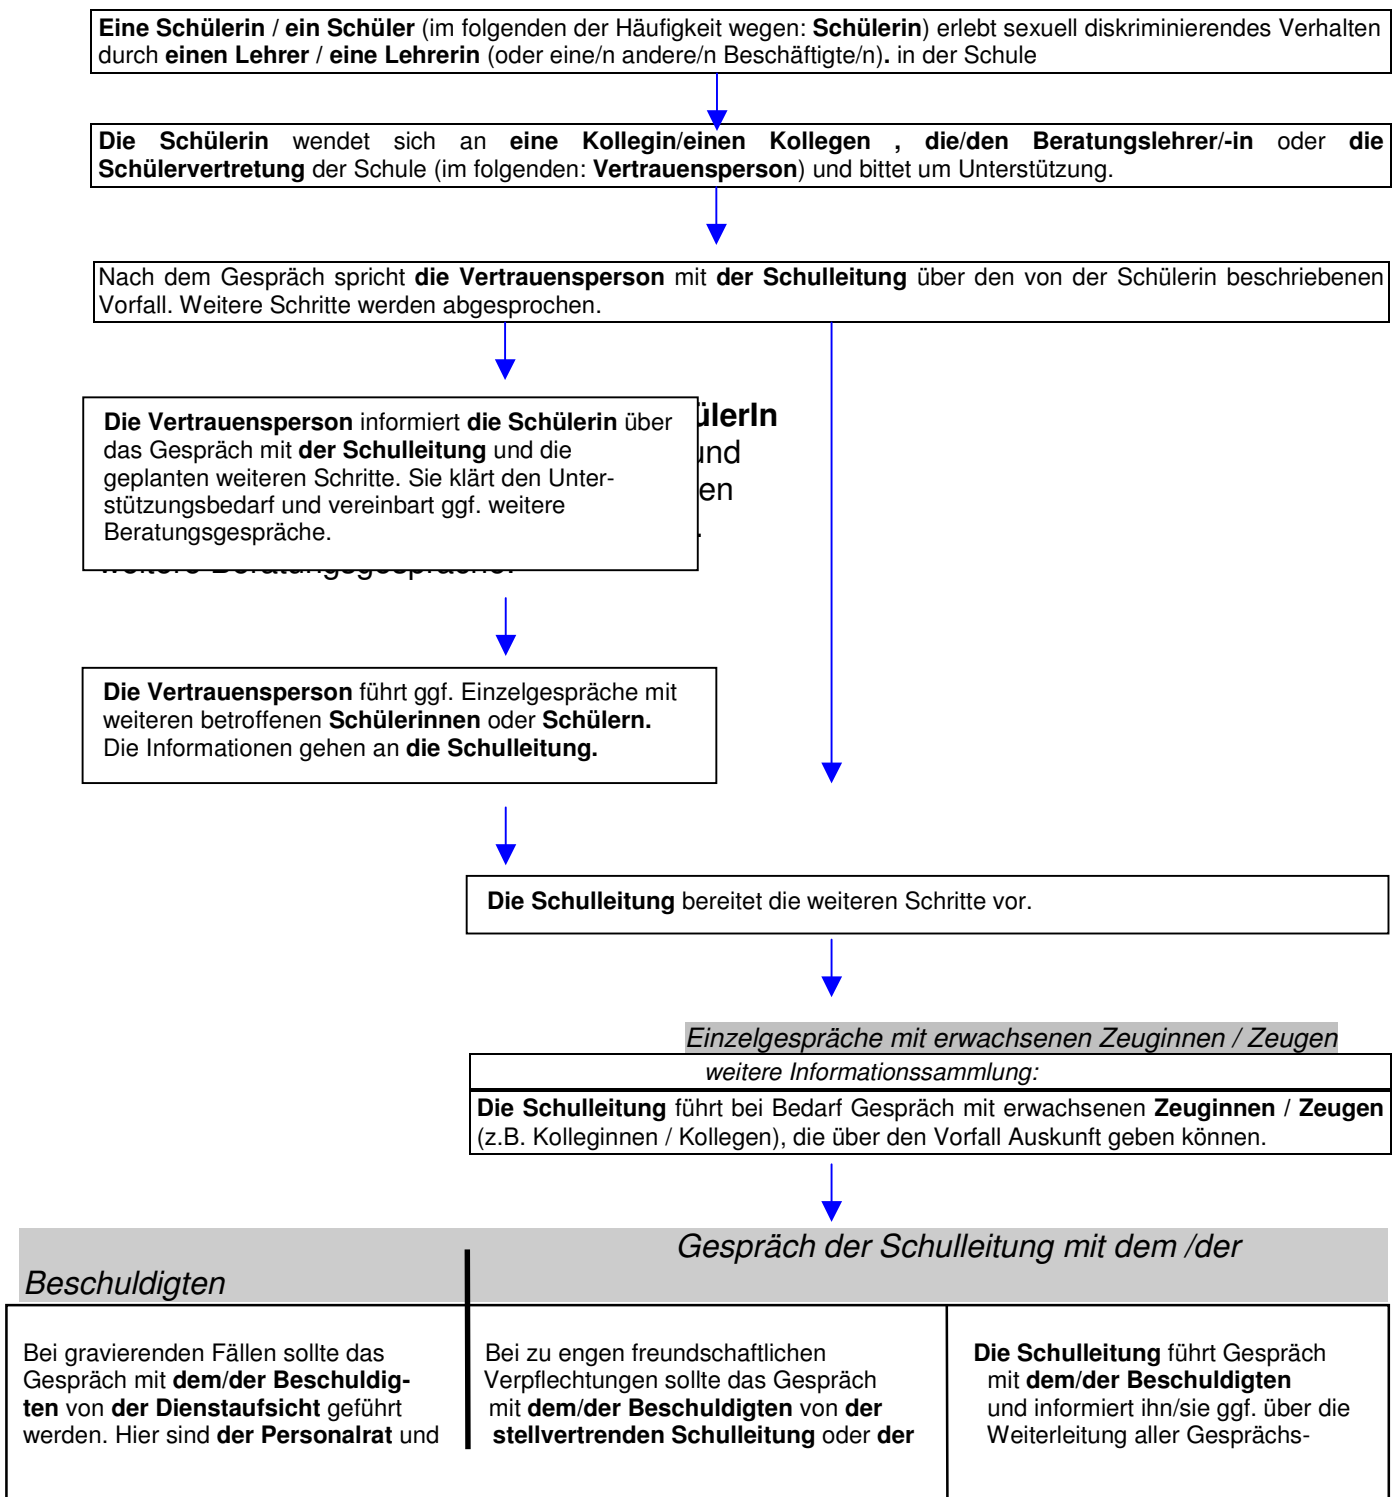 Eine Schülerin / ein Schüler (im folgenden der Häufigkeit wegen: Schülerin) erlebt sexuell diskriminierendes Verhalten
durch einen Lehrer / eine Lehrerin (oder eine/n andere/n Beschäftigte/n). in der Schule
Die Schülerin wendet sich an eine Kollegin/einen Kollegen , die/den Beratungslehrer/-in oder die
Schülervertretung der Schule (im folgenden: Vertrauensperson) und bittet um Unterstützung.
Nach dem Gespräch spricht die Vertrauensperson mit der Schulleitung über den von der Schülerin beschriebenen
Vorfall. Weitere Schritte werden abgesprochen.
Die Vertrauensperson informiert die Schülerin über
das Gespräch mit der Schulleitung und die
geplanten weiteren Schritte. Sie klärt den Unter-
stützungsbedarf und vereinbart ggf. weitere
Beratungsgespräche.
ülerIn
und
en
weitere Beratungsgespräche.
Die Vertrauensperson führt ggf. Einzelgespräche mit
weiteren betroffenen Schülerinnen oder Schülern.
Die Informationen gehen an die Schulleitung.
Die Schulleitung bereitet die weiteren Schritte vor.
Einzelgespräche mit erwachsenen Zeuginnen / Zeugen
weitere Informationssammlung:
Die Schulleitung führt bei Bedarf Gespräch mit erwachsenen Zeuginnen / Zeugen
(z.B. Kolleginnen / Kollegen), die über den Vorfall Auskunft geben können.
Gespräch der Schulleitung mit dem /der
Beschuldigten
Bei gravierenden Fällen sollte das
Gespräch mit dem/der Beschuldig-
ten von der Dienstaufsicht geführt
werden. Hier sind der Personalrat und
Bei zu engen freundschaftlichen
Verpflechtungen sollte das Gespräch
mit dem/der Beschuldigten von der
stellvertrenden Schulleitung oder der
Die Schulleitung führt Gespräch
mit dem/der Beschuldigten
und informiert ihn/sie ggf. über die
Weiterleitung aller Gesprächs-